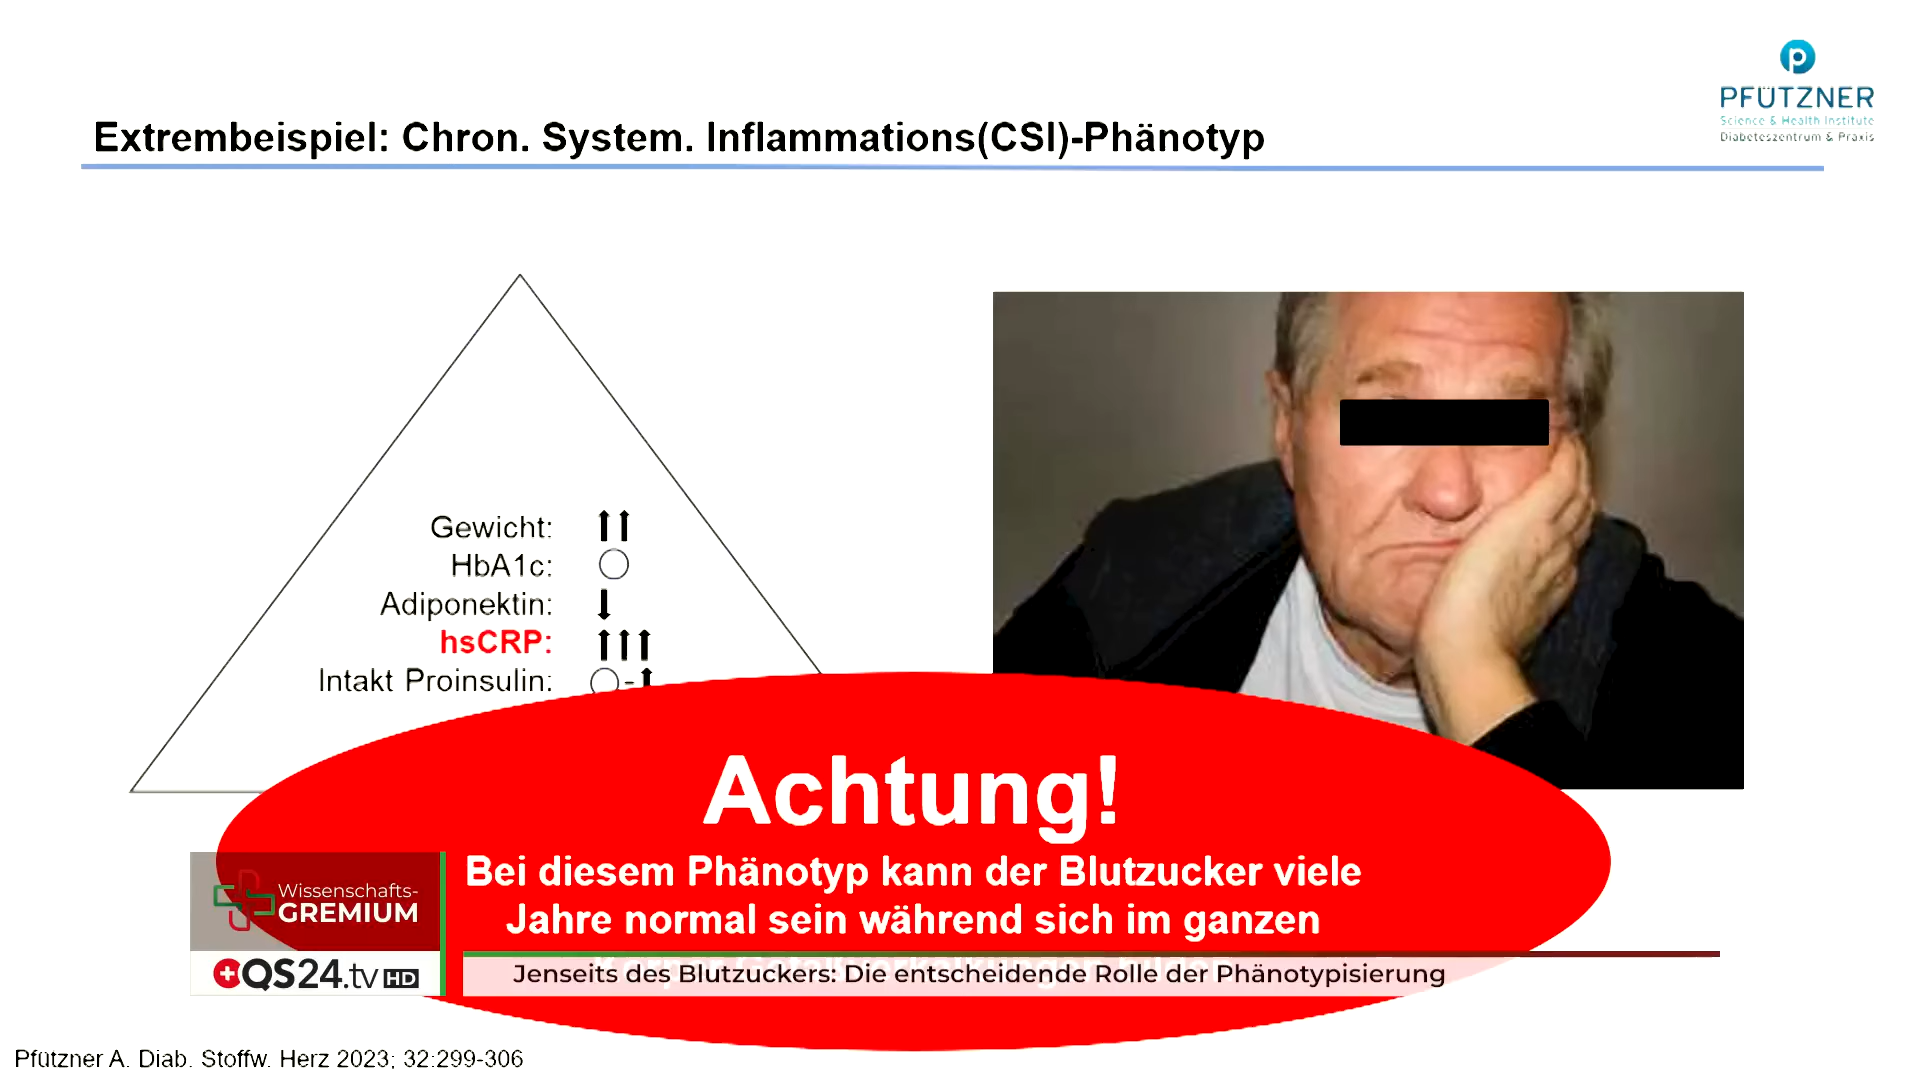 PFÜTZNER
Science & Health Institute
Diabeteszentrum & Praxis
Extrembeispiel: Chron. System. Inflammations(CSI)-Phänotyp
Gewicht:
HbA1c:
Adiponektin:
hsCRP:
Intakt Proinsulin:
Achtung!
Bei diesem Phänotyp kann der Blutzucker viele
Jahre normal sein während sich im ganzen
Wissenschafts-
GREMIUM
QS24.tv HD
Jenseits des Blutzuckers: Die entscheidende Rolle der Phänotypisierung
Pfützner A. Diab. Stoffw. Herz 2023; 32:299-306